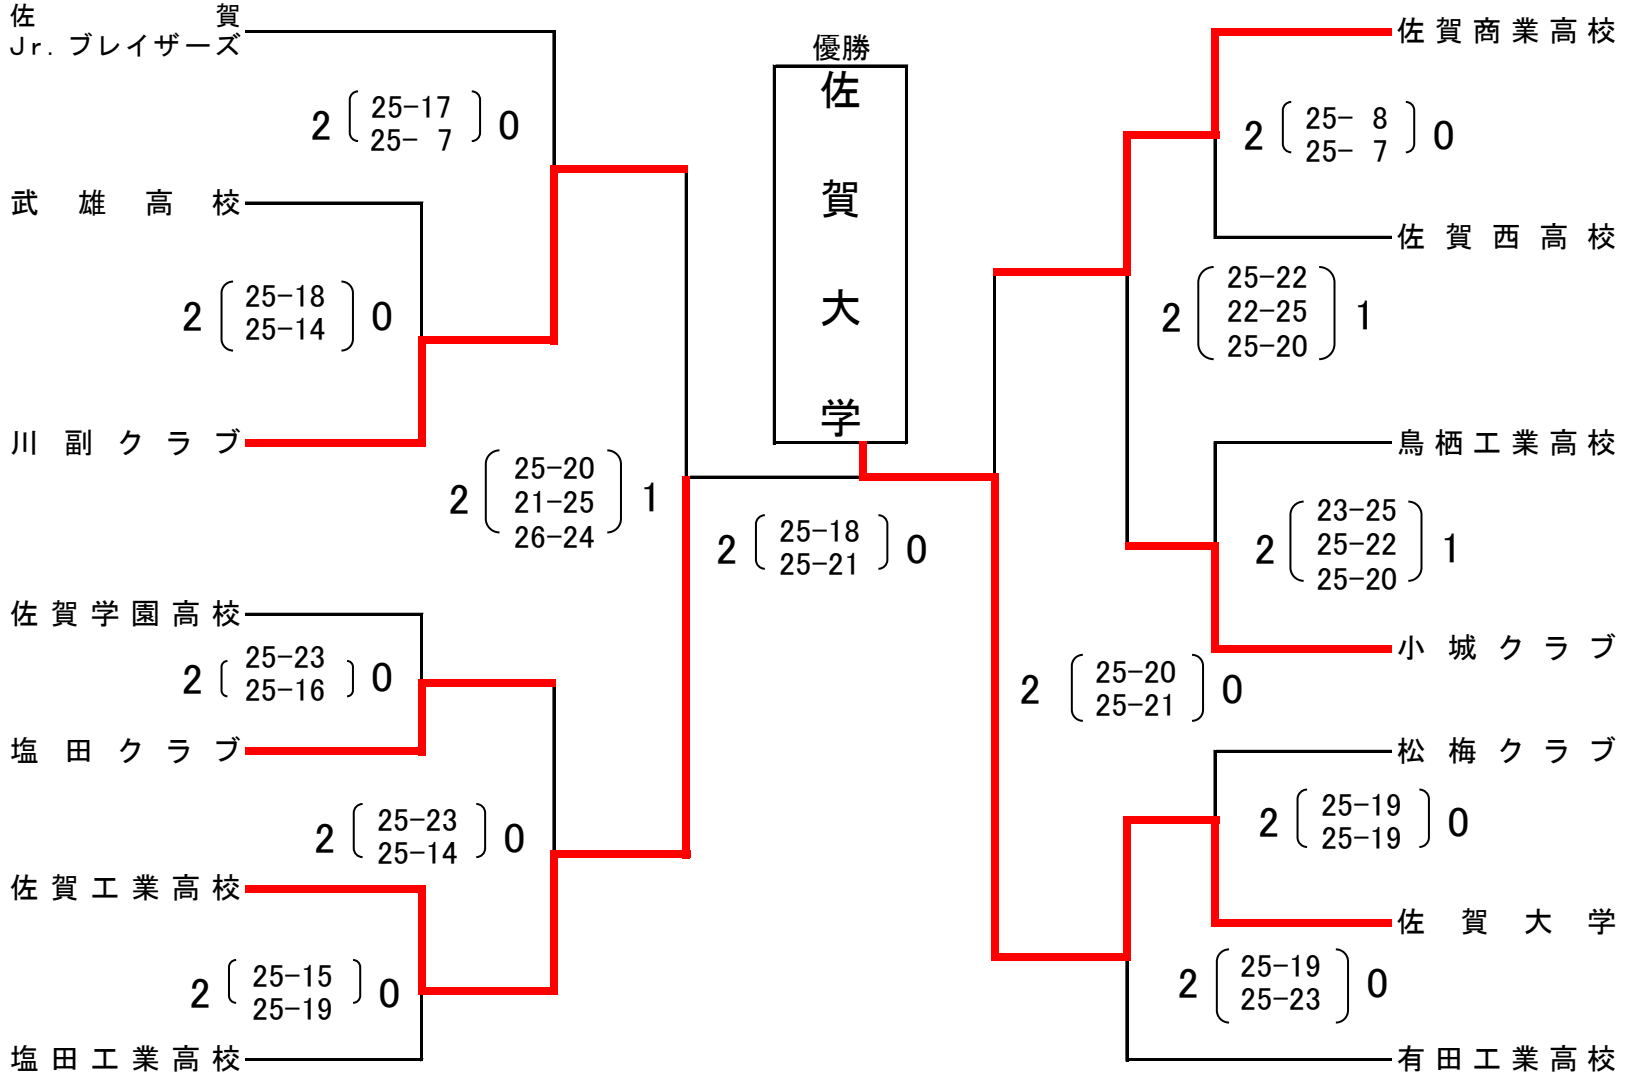 佐賀
Jr. ブレイザーズ
2 25-17 0
25- 7
武雄高校
2 25-18 0
25-14
川副クラブ
2 25-20 1
21-25
26-24
佐賀学園高校
2 25-23 0
25-16
塩田クラブ
2 25-23 0
25-14
佐賀工業高校
2 25-15 0
25-19
塩田工業高校
優勝
佐賀大学
2 25-18 0
25-21
佐賀商業高校
2 25- 8 0
25- 7
佐賀西高校
2 25-22 1
22-25
25-20
鳥栖工業高校
2 23-25 1
25-22
25-20
小城クラブ
2 25-20 0
25-21
松梅クラブ
2 25-19 0
25-19
佐賀大学
2 25-19 0
25-23
有田工業高校